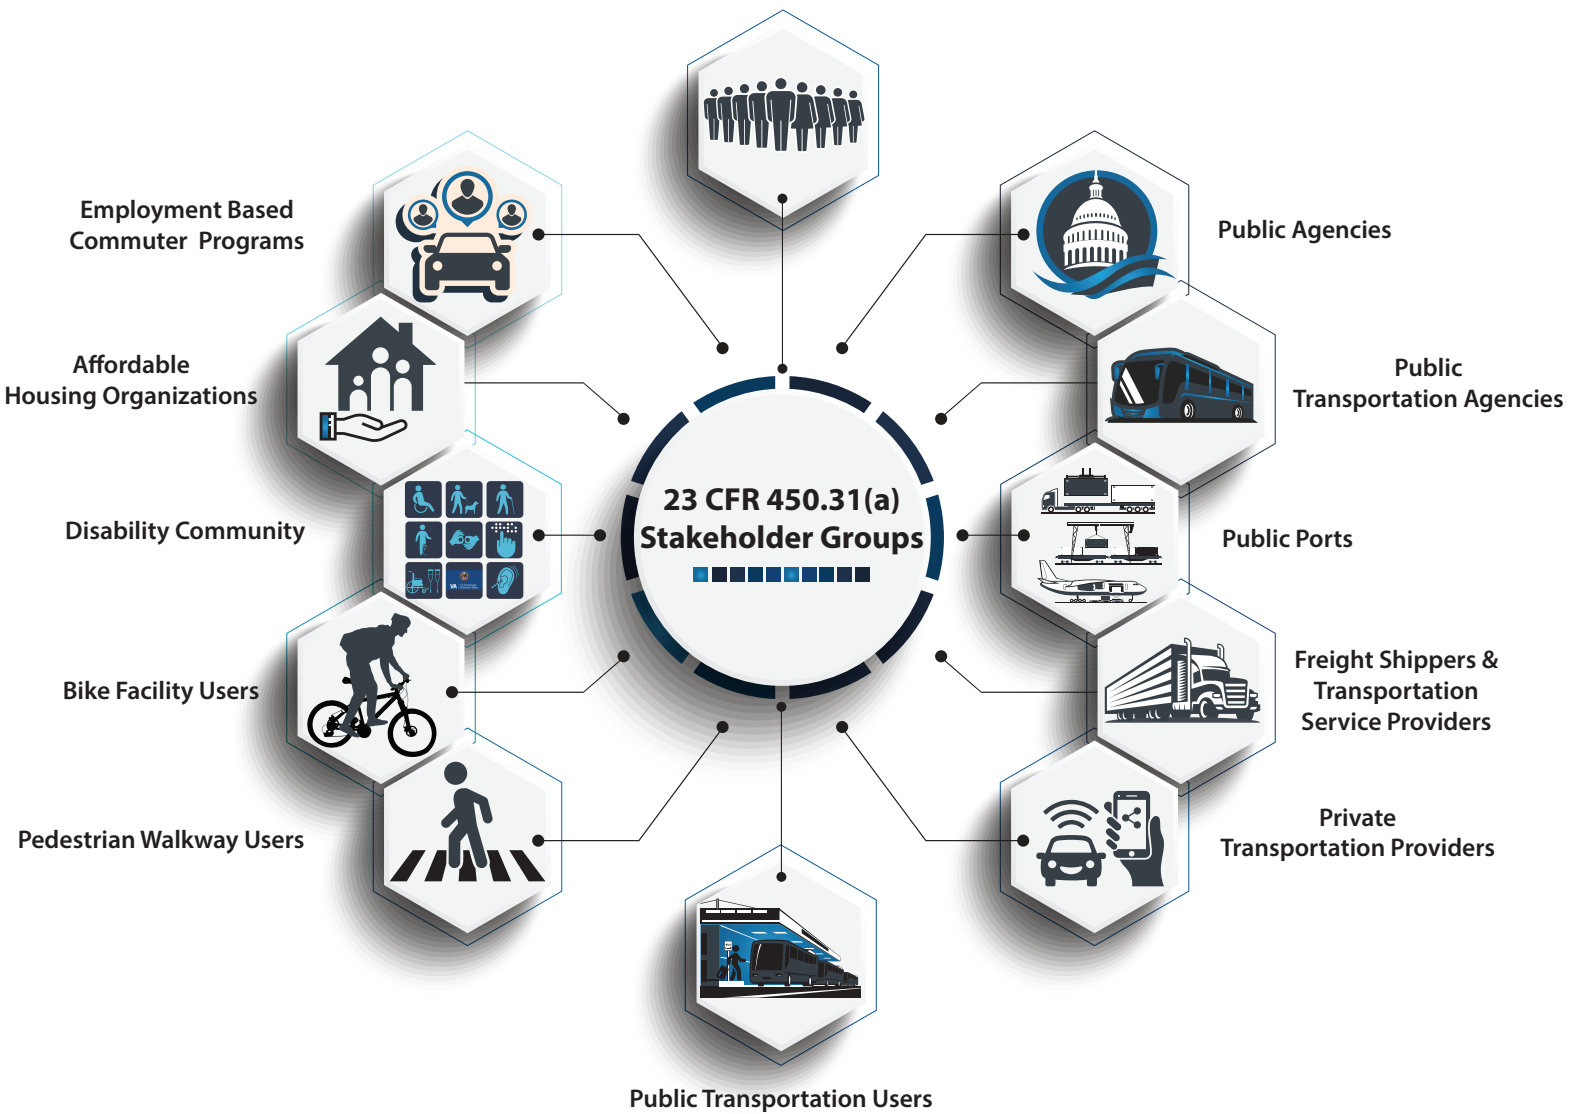 Employment Based
Commuter Programs
Public Agencies
Affordable
Housing Organizations
Public
Transportation Agencies
23 CFR 450.31(a)
Stakeholder Groups
Disability Community
VA
Public Ports
Bike Facility Users
Freight Shippers &
Transportation
Service Providers
Pedestrian Walkway Users
Private
Transportation Providers
Public Transportation Users